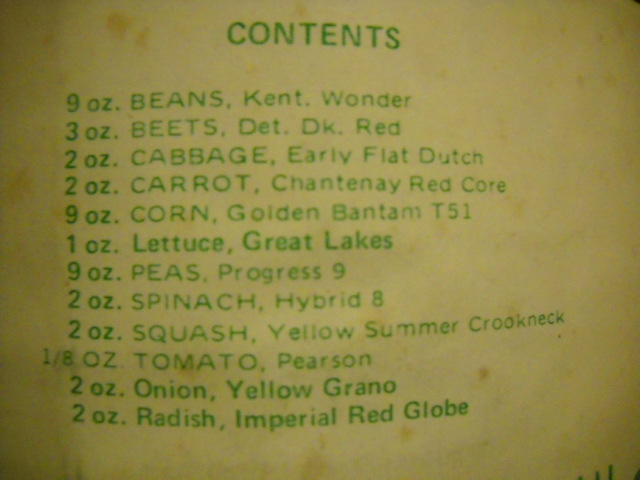 CONTENTS
9 oz. BEANS, Kent. Wonder
3 oz. BEETS, Det. Dk. Red
2 oz. CABBAGE, Early Flat Dutch
2 oz. CARROT, Chantenay Red Core
9 oz. CORN, Golden Bantam T51
1 oz. Lettuce, Great Lakes
9 oz. PEAS, Progress 9
2 oz. SPINACH, Hybrid 8
2 oz. SQUASH, Yellow Summer Crookneck
1/8 OZ. TOMATO, Pearson
2 oz. Onion, Yellow Grano
2 oz. Radish, Imperial Red Globe